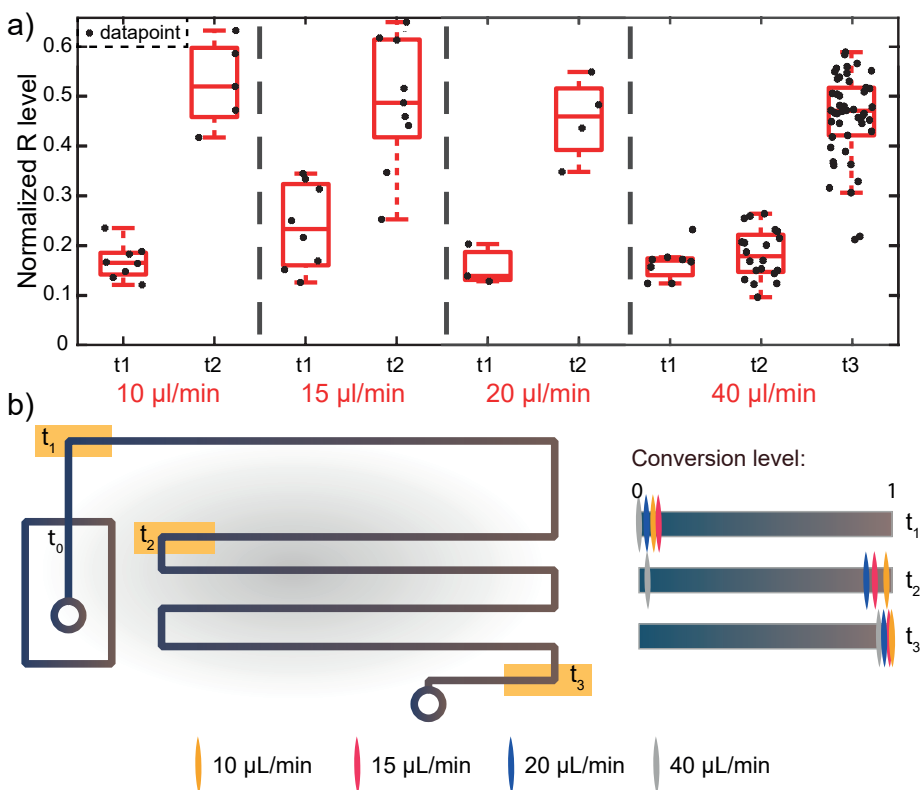 a)
datapoint
Normalized R level
0.6
0.5
0.4
0.3
0.2
0.1
0
t1 t2 t1 t2 t1 t2 t1 t2 t3
10 µl/min 15 µl/min 20 µl/min 40 µl/min
b)
t1
t0
t2
t3
Conversion level:
0 1
t1
t2
t3
10 µL/min 15 µL/min 20 µL/min 40 µL/min